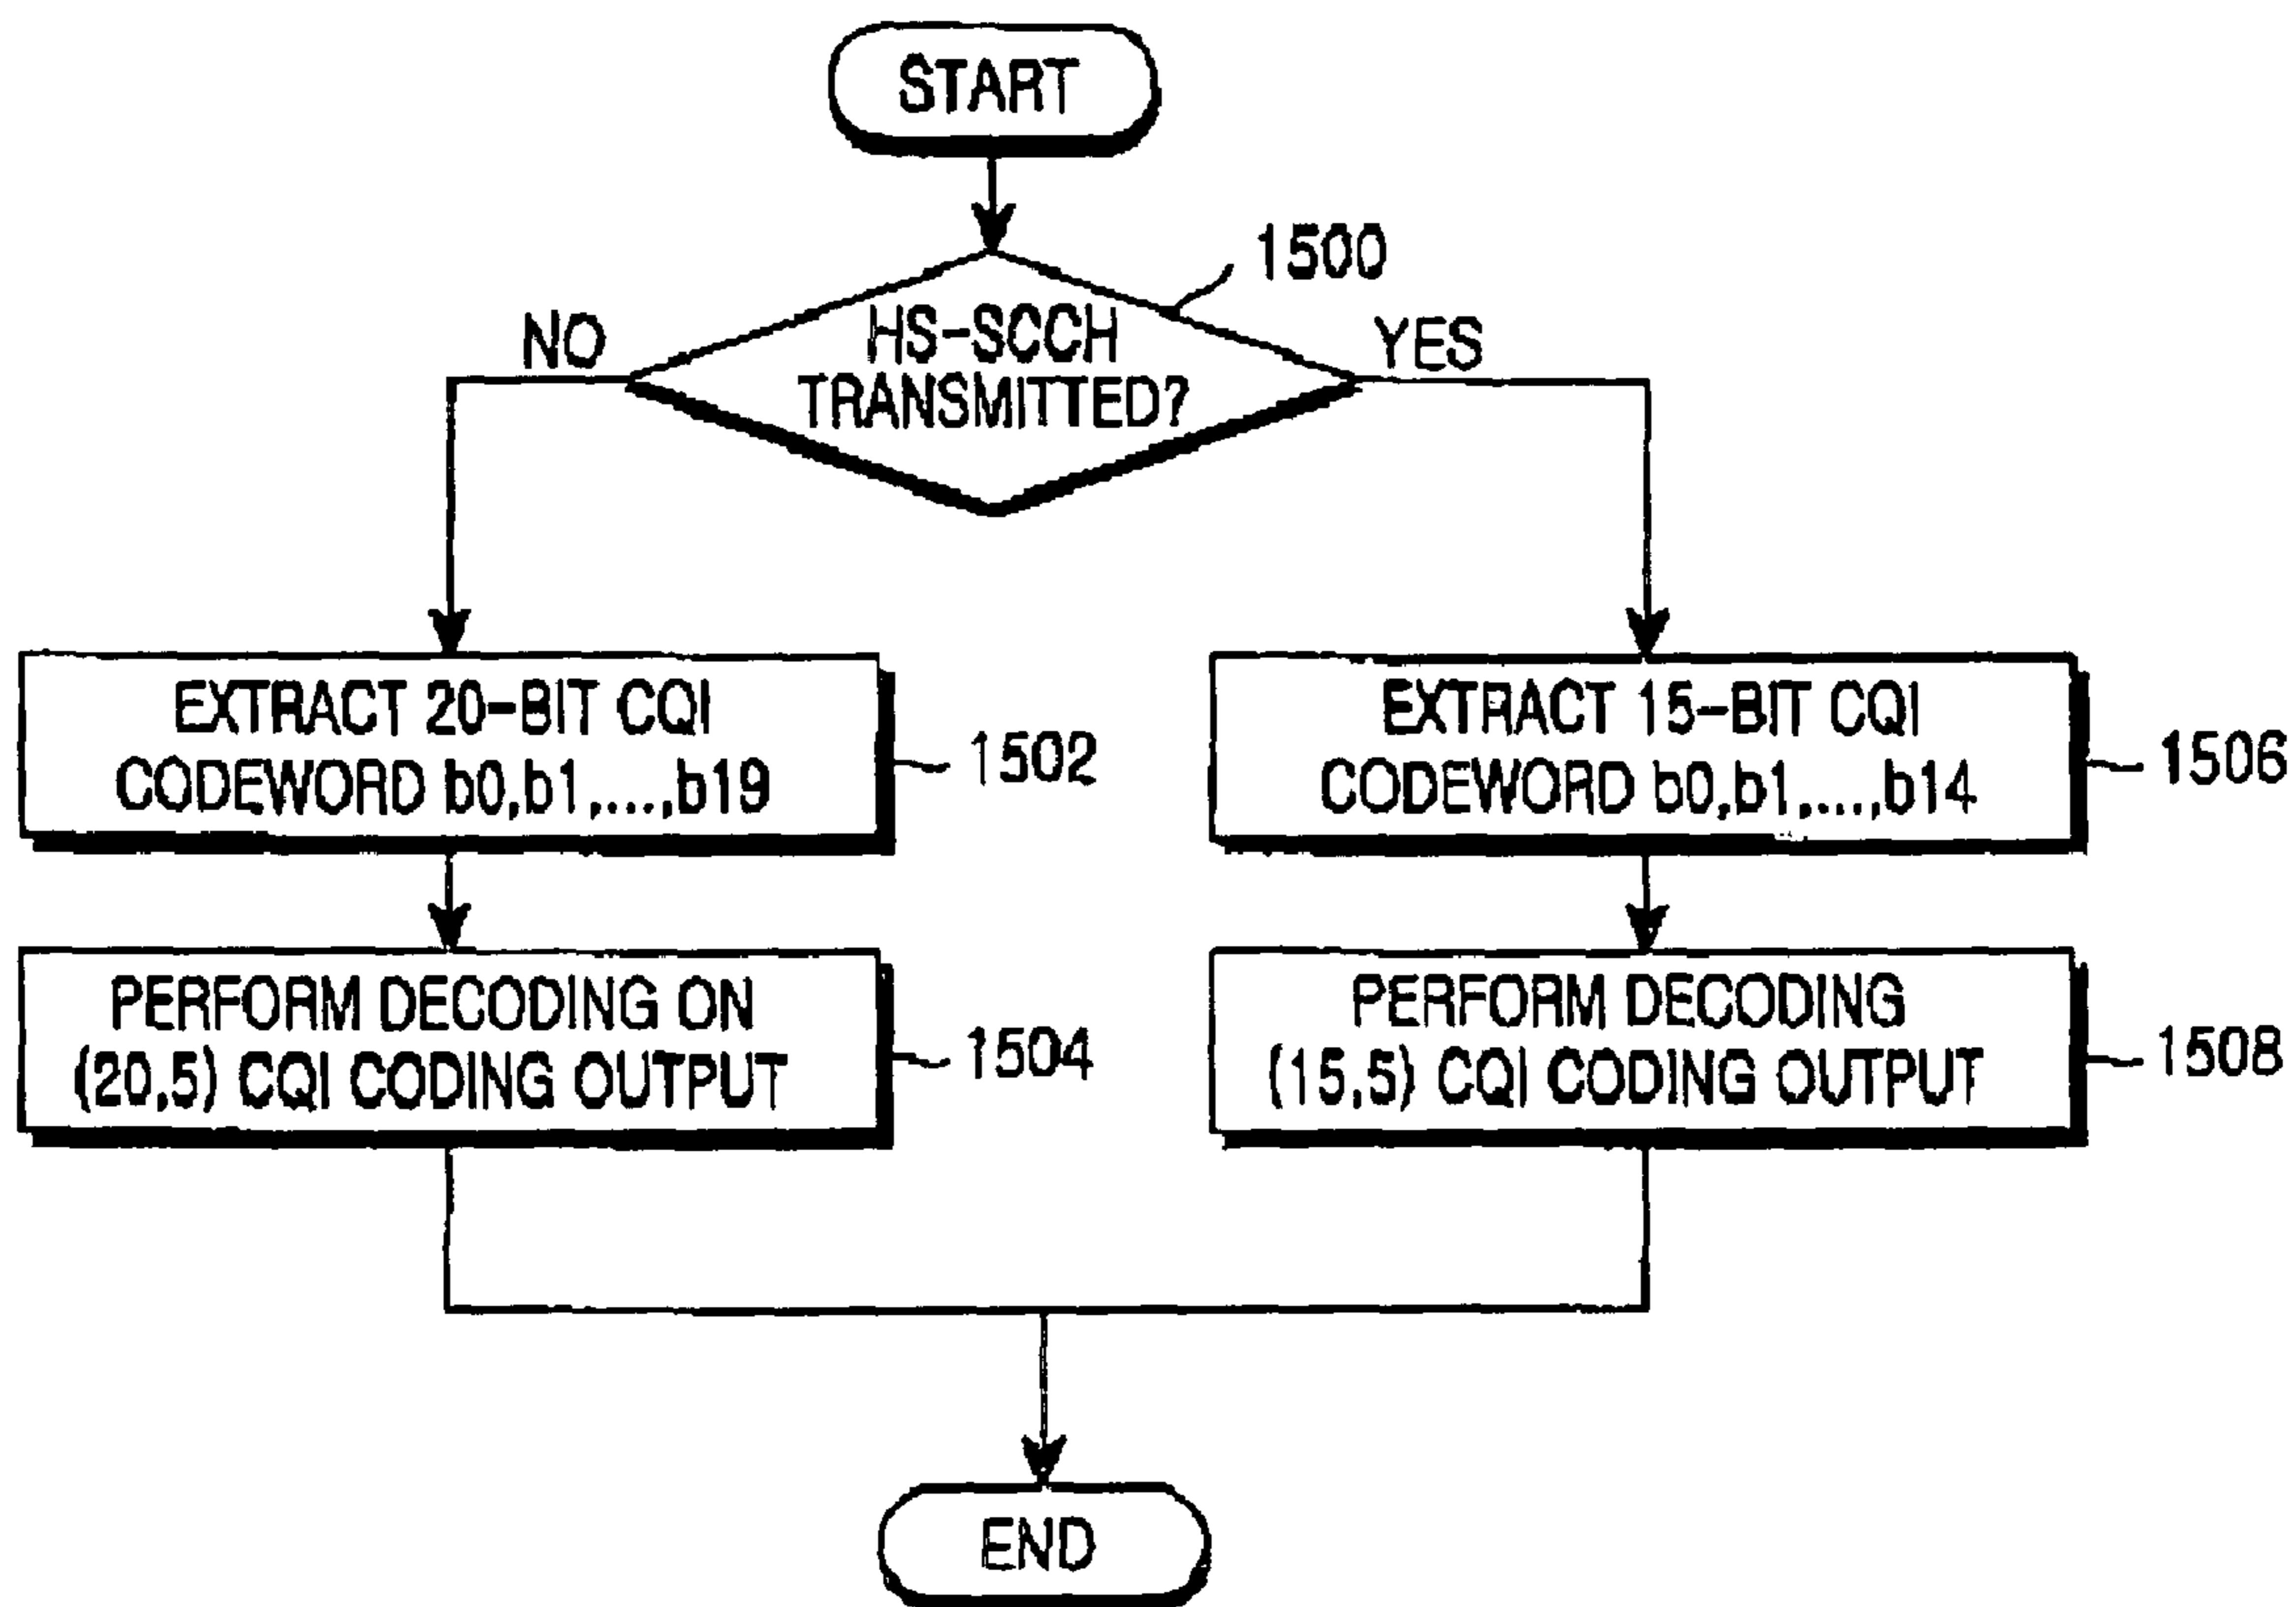 START
1500
HS-SCCH
TRANSMITTED?
NO
YES
EXTRACT 20-BIT CQI
CODEWORD b0,b1,....,b19
1502
EXTRACT 15-BIT CQI
CODEWORD b0,b1,....,b14
1506
PERFORM DECODING ON
(20,5) CQI CODING OUTPUT
1504
PERFORM DECODING
(15,5) CQI CODING OUTPUT
1508
END